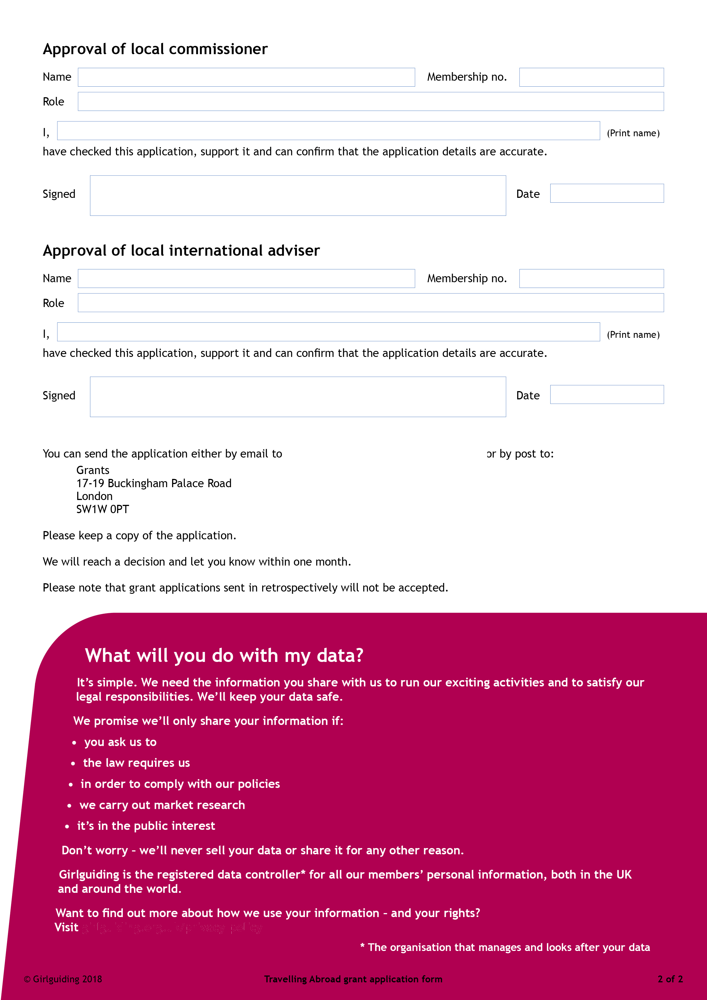 Approval of local commissioner
Name Membership no.
Role
I, (Print name)
have checked this application, support it and can confirm that the application details are accurate.
Signed Date
Approval of local international adviser
Name Membership no.
Role
I, (Print name)
have checked this application, support it and can confirm that the application details are accurate.
Signed Date
You can send the application either by email to or by post to:
Grants
17-19 Buckingham Palace Road
London
SW1W 0PT
Please keep a copy of the application.
We will reach a decision and let you know within one month.
Please note that grant applications sent in retrospectively will not be accepted.
What will you do with my data?
It’s simple. We need the information you share with us to run our exciting activities and to satisfy our
legal responsibilities. We’ll keep your data safe.
We promise we’ll only share your information if:
• you ask us to
• the law requires us
• in order to comply with our policies
• we carry out market research
• it’s in the public interest
Don’t worry – we’ll never sell your data or share it for any other reason.
Girlguiding is the registered data controller* for all our members’ personal information, both in the UK
and around the world.
Want to find out more about how we use your information – and your rights?
Visit
* The organisation that manages and looks after your data
© Girlguiding 2018 Travelling Abroad grant application form 2 of 2